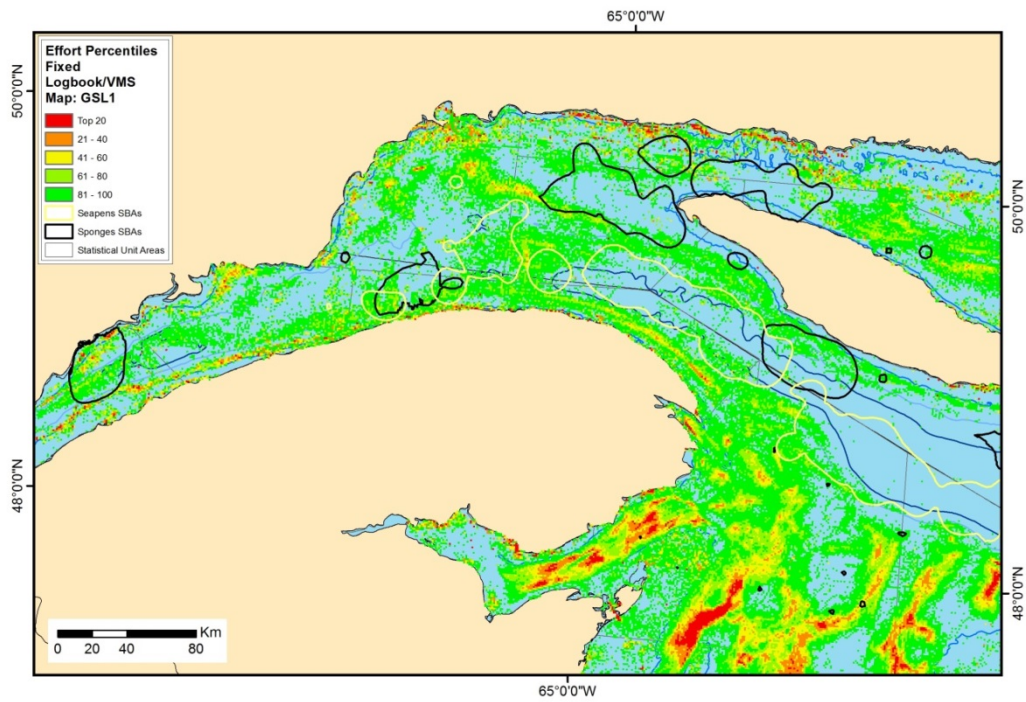 65°0'0"W
Effort Percentiles
Fixed
Logbook/VMS
Map: GSL1
Top 20
21 - 40
41 - 60
61 - 80
81 - 100
Seapens SBAs
Sponges SBAs
Statistical Unit Areas
50°0'0"N
50°0'0"N
48°0'0"N
48°0'0"N
Km
0 20 40 80
65°0'0"W